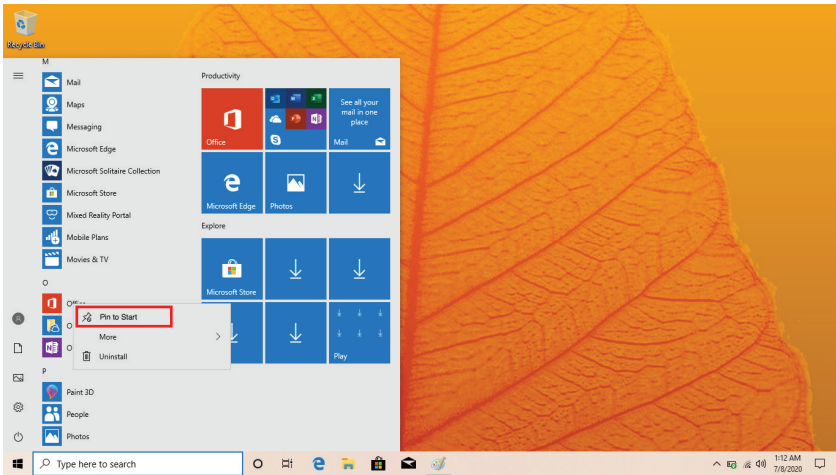 Recycle Bin
M
Mail
Maps
Messaging
Microsoft Edge
Microsoft Solitaire Collection
Microsoft Store
Mixed Reality Portal
Mobile Plans
Movies & TV
O
Pin to Start
More
Uninstall
P
Paint 3D
People
Photos
Productivity
Office
See all your
mail in one
place
Mail
Microsoft Edge
Photos
Explore
Microsoft Store
Play
Type here to search
1:12 AM
7/8/2020